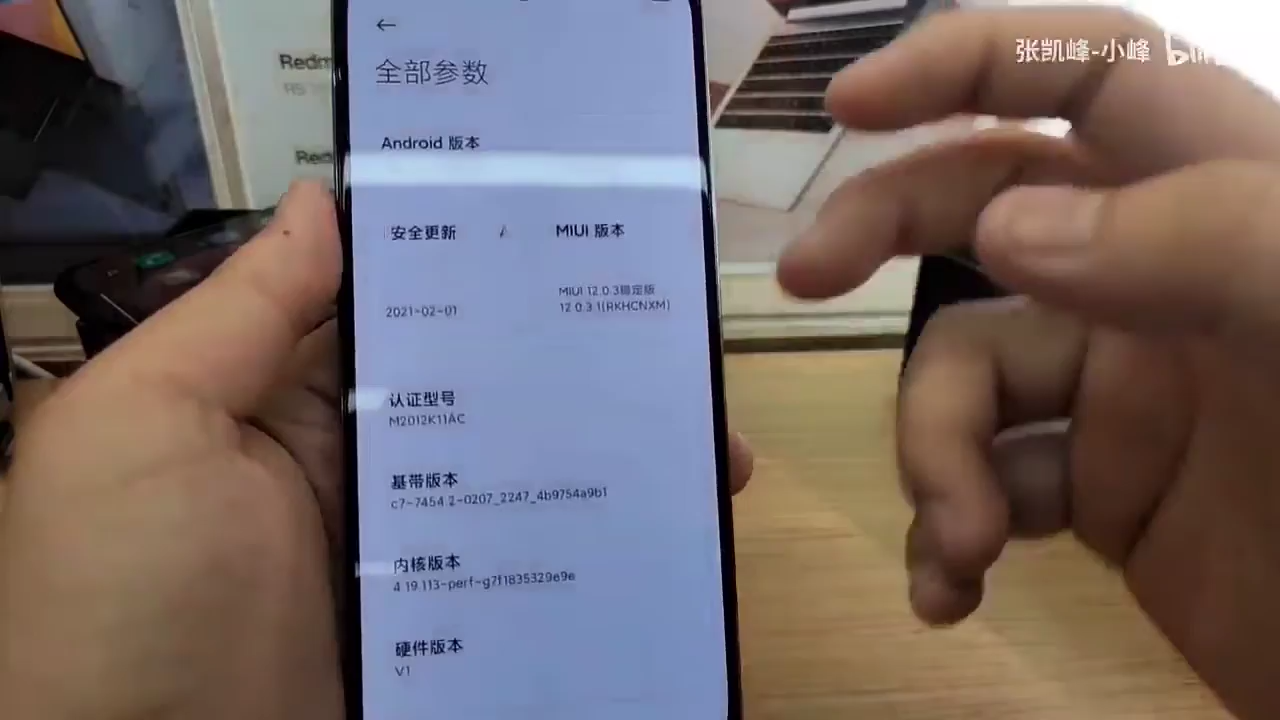 张凯峰-小峰 bili
Redm
Red
全部参数
Android 版本
安全更新
MIUI 版本
2021-02-01
MIUI 12.0.3稳定版
12.0.3.1(RKHCNXM)
认证型号
M2012K11AC
基带版本
c7-7454.2-0207_2247_4b9754a9b1
内核版本
4.19.113-perf-g7f1835329e9e
硬件版本
V1